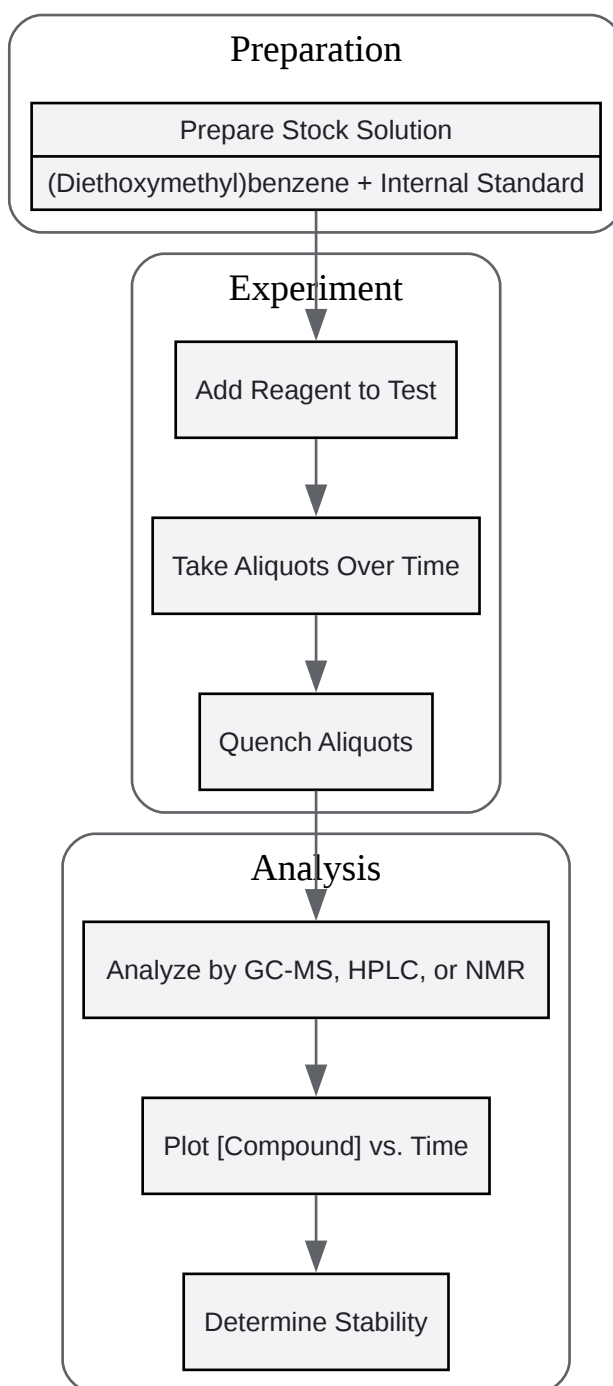 Preparation
Prepare Stock Solution
(Diethoxymethyl)benzene + Internal Standard
Experiment
Add Reagent to Test
Take Aliquots Over Time
Quench Aliquots
Analysis
Analyze by GC-MS, HPLC, or NMR
Plot [Compound] vs. Time
Determine Stability